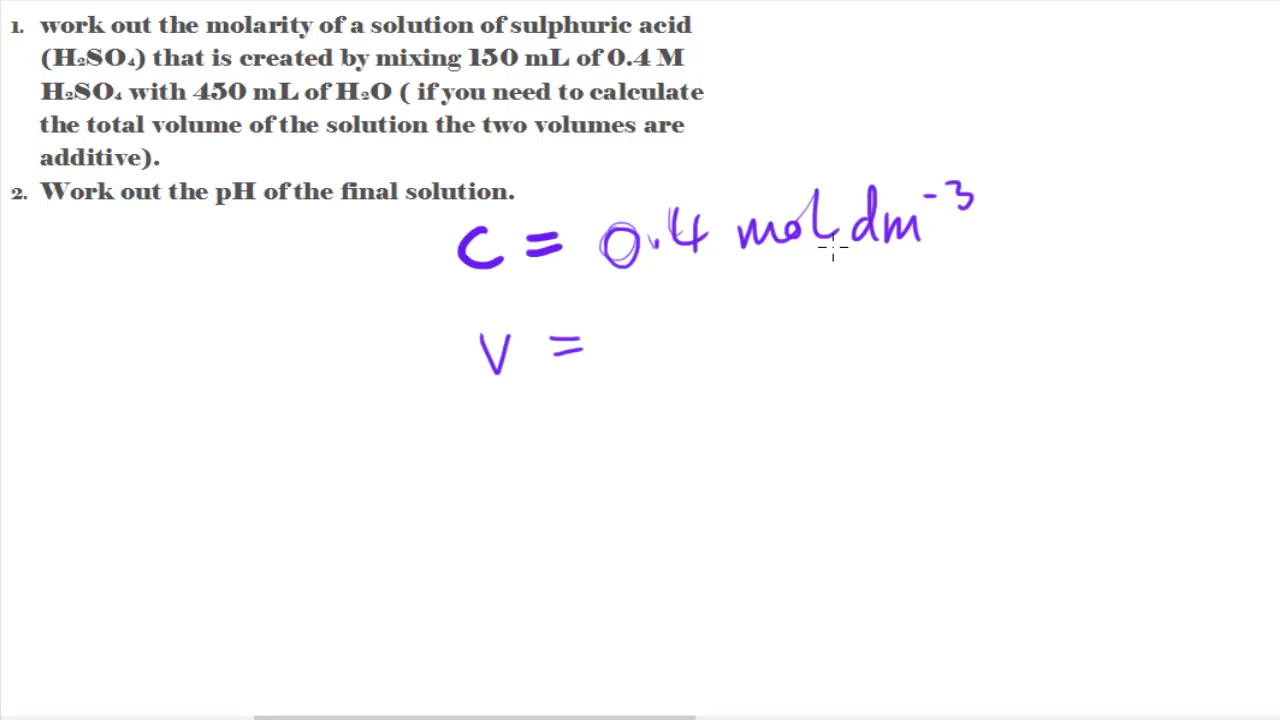 1. work out the molarity of a solution of sulphuric acid
(H₂SO₄) that is created by mixing 150 mL of 0.4 M
H₂SO₄ with 450 mL of H₂O ( if you need to calculate
the total volume of the solution the two volumes are
additive).
2. Work out the pH of the final solution.
C = 0.4 mol dm⁻³
V =